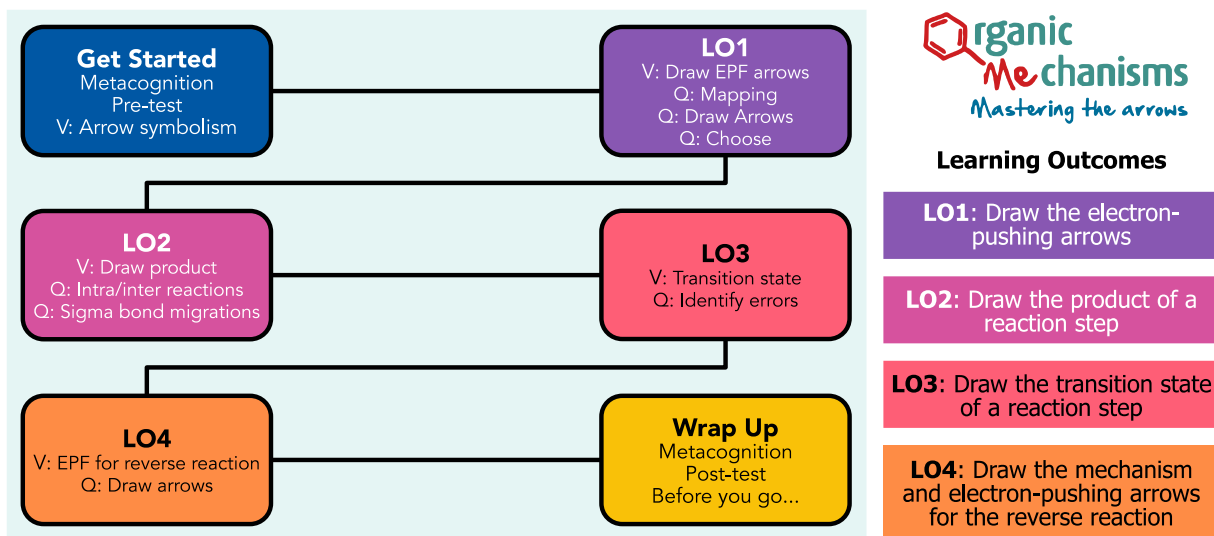 Get Started
Metacognition
Pre-test
V: Arrow symbolism
LO1
V: Draw EPF arrows
Q: Mapping
Q: Draw Arrows
Q: Choose
LO2
V: Draw product
Q: Intra/inter reactions
Q: Sigma bond migrations
LO3
V: Transition state
Q: Identify errors
LO4
V: EPF for reverse reaction
Q: Draw arrows
Wrap Up
Metacognition
Post-test
Before you go...
Organic
Mechanisms
Mastering the arrows
Learning Outcomes
LO1: Draw the electron-
pushing arrows
LO2: Draw the product of a
reaction step
LO3: Draw the transition state
of a reaction step
LO4: Draw the mechanism
and electron-pushing arrows
for the reverse reaction